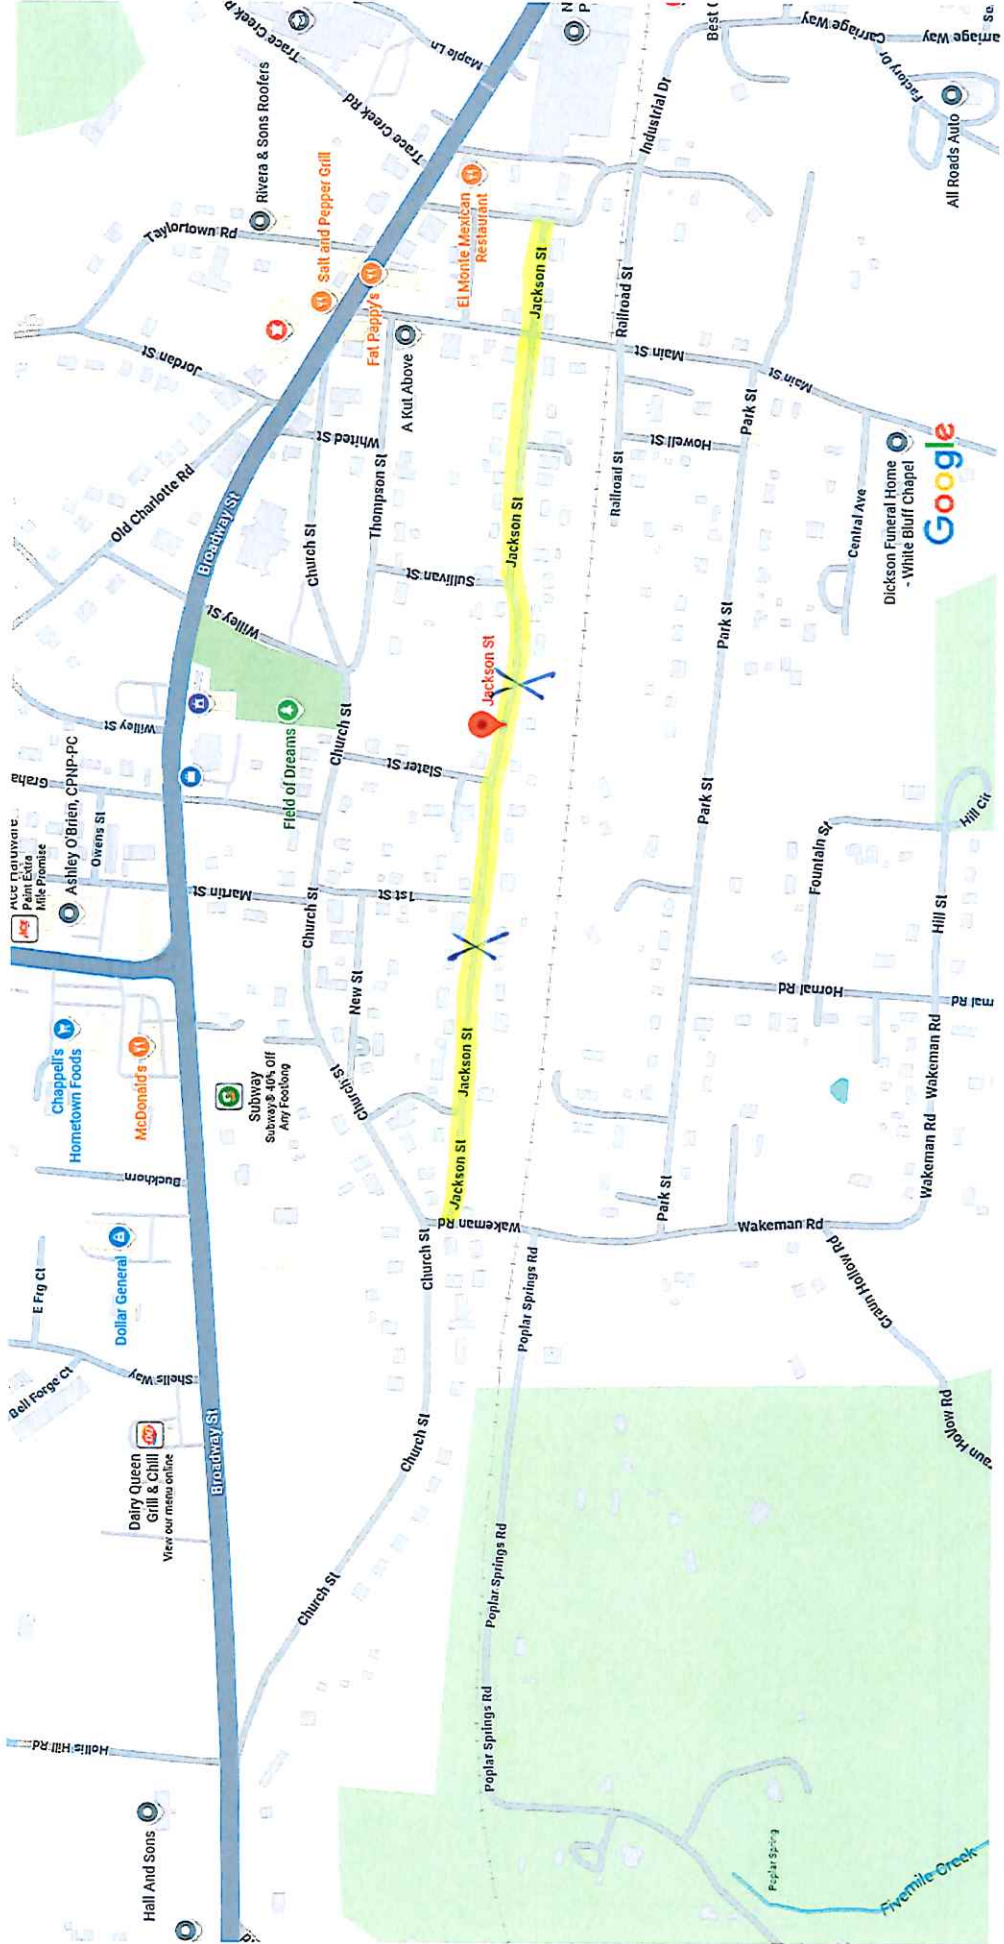 Hall And Sons
Hollis Hill Rd
Dairy Queen
Grill & Chill
View our menu online
Bell Forge Ct
Shells Way
E Frg Ct
Dollar General
Buckhorn
Chappell's
Hometown Foods
McDonald's
ACE
Paint Extra
Mile Promise
Ashley O'Brien, CPNP-PC
Owens St
Graha
Martin St
Willey St
Willey St
Old Charlotte Rd
Jordan St
Taylortown Rd
Rivera & Sons Roofers
Trace Creek R
Trace Creek Rd
Maple Ln
Broadway St
Broadway St
Subway
Subway® 40% Off
Any Footlong
Field of Dreams
Salt and Pepper Grill
Fat Pappy's
Church St
Church St
Church St
Church St
Church St
Church St
Church St
New St
1st St
Slater St
Sullivan St
Thompson St
Whited St
A Kut Above
El Monte Mexican
Restaurant
Wakeman Rd
Jackson St
Jackson St
Jackson St
Jackson St
Jackson St
Poplar Springs Rd
Poplar Springs Rd
Poplar Springs Rd
Railroad St
Railroad St
Industrial Dr
Howell St
Main St
Main St
Park St
Park St
Park St
Park St
Best
Carriage Way
arriage Way
Factory Dr
All Roads Auto
Wakeman Rd
Craun Hollow Rd
aun Hollow Rd
Wakeman Rd
Wakeman Rd
Hornal Rd
rnal Rd
Fountain St
Hill St
Hill Cir
Central Ave
Dickson Funeral Home
- White Bluff Chapel
Poplar Spring
Fivemile Creek
Google